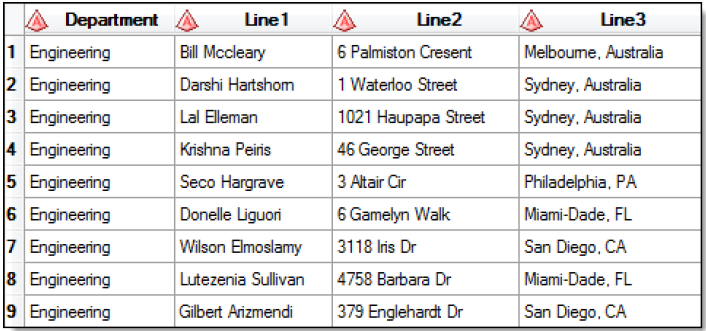 Department Line1 Line2 Line3
1 Engineering Bill Mccleary 6 Palmiston Cresent Melbourne, Australia
2 Engineering Darshi Hartshorn 1 Waterloo Street Sydney, Australia
3 Engineering Lal Elleman 1021 Haupapa Street Sydney, Australia
4 Engineering Krishna Peiris 46 George Street Sydney, Australia
5 Engineering Seco Hargrave 3 Altair Cir Philadelphia, PA
6 Engineering Donelle Liguori 6 Gamelyn Walk Miami-Dade, FL
7 Engineering Wilson Elmoslamy 3118 Iris Dr San Diego, CA
8 Engineering Lutezenia Sullivan 4758 Barbara Dr Miami-Dade, FL
9 Engineering Gilbert Arizmendi 379 Englehardt Dr San Diego, CA